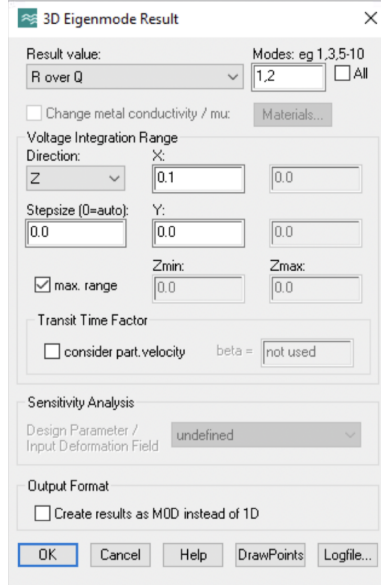 3D Eigenmode Result
Result value: Modes: eg 1,3,5-10
R over Q 1,2 All
Change metal conductivity / mu: Materials...
Voltage Integration Range
Direction: X:
Z 0.1 0.0
Stepsize (0=auto): Y:
0.0 0.0 0.0
Zmin: Zmax:
max. range 0.0 0.0
Transit Time Factor
consider part.velocity beta = not used
Sensitivity Analysis
Design Parameter /
Input Deformation Field undefined
Output Format
Create results as M0D instead of 1D
OK Cancel Help DrawPoints Logfile...